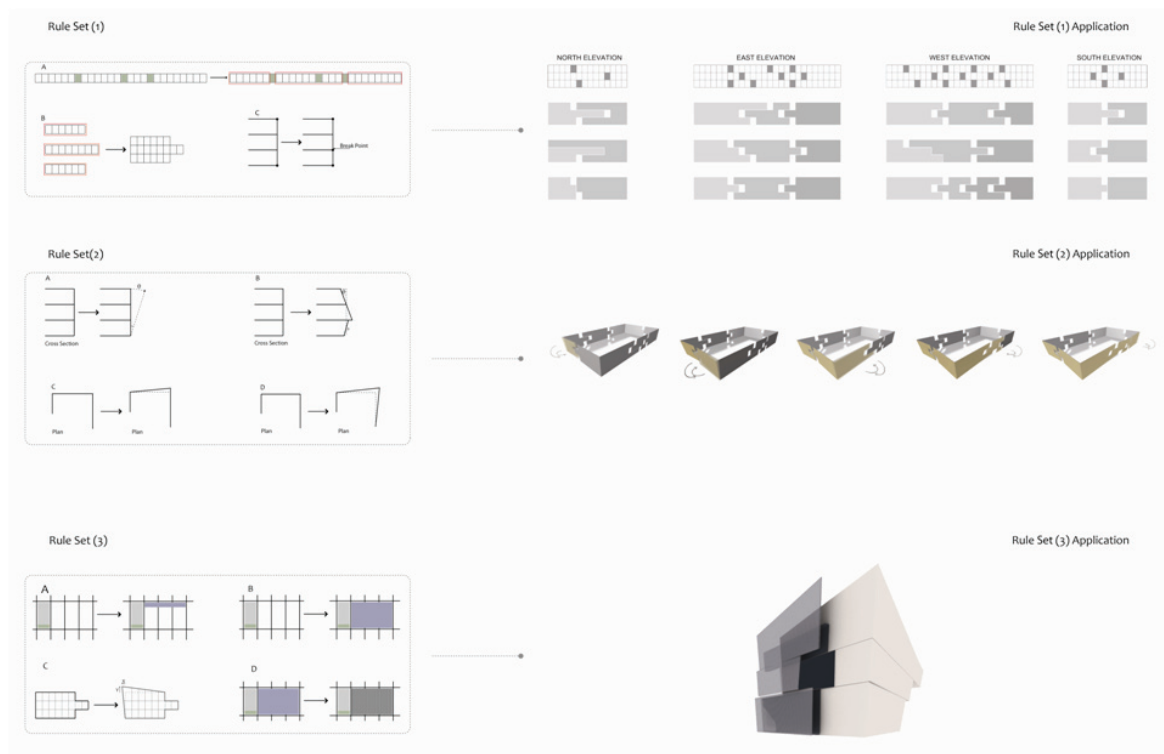 Rule Set (1)
Rule Set (1) Application
A
B
C
Break Point
NORTH ELEVATION
EAST ELEVATION
WEST ELEVATION
SOUTH ELEVATION
Rule Set(2)
Rule Set (2) Application
A
B
Cross Section
Cross Section
C
D
Plan
Plan
Plan
Plan
Rule Set (3)
Rule Set (3) Application
A
B
C
D